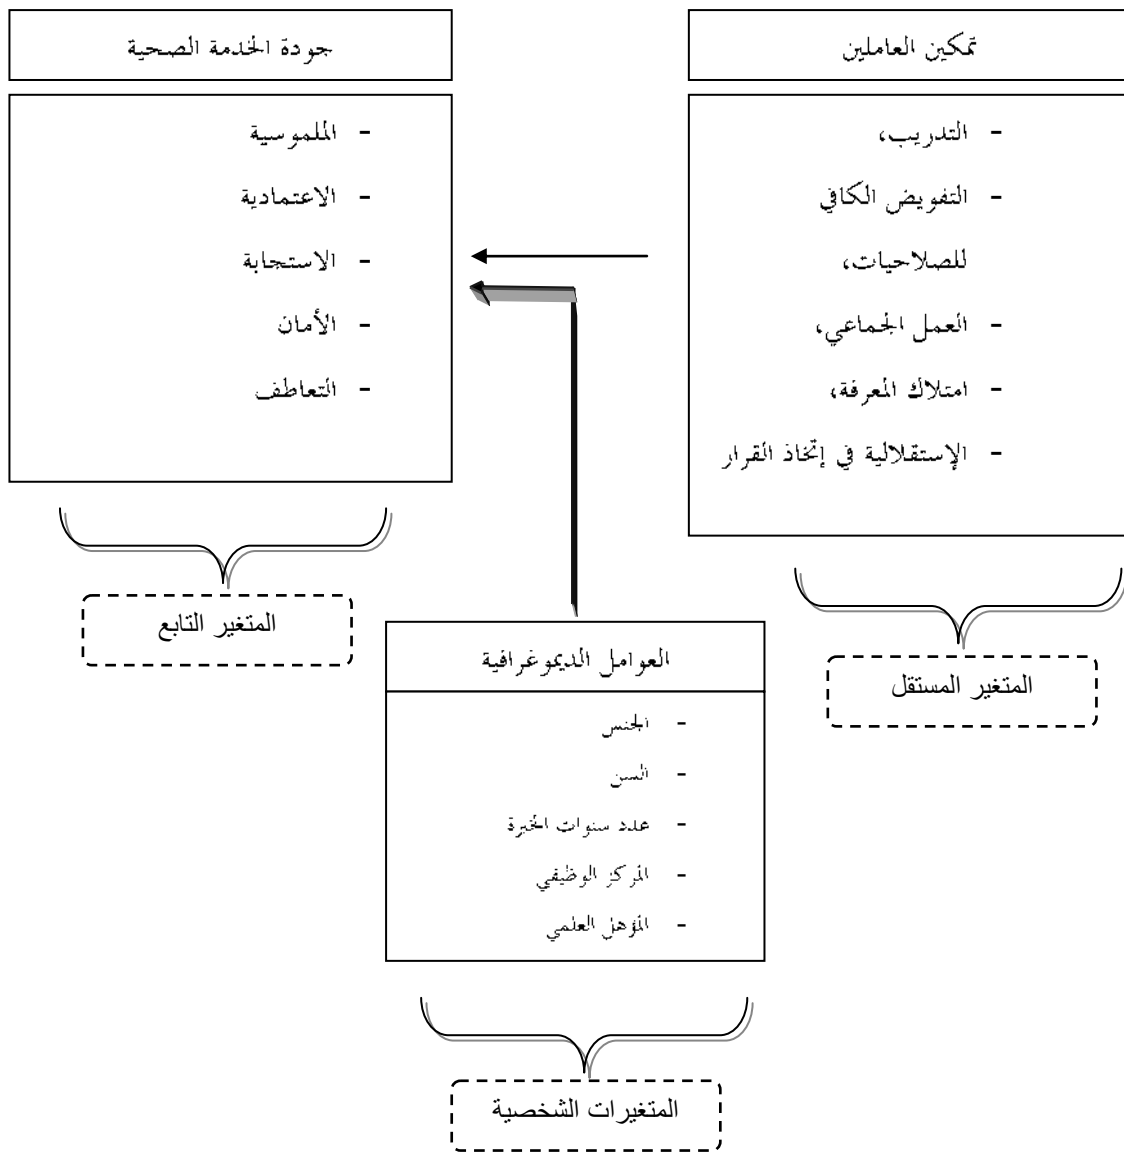 تمكين العاملين
- التدريب،
- التفويض الكافي
للصلاحيات،
- العمل الجماعي،
- امتلاك المعرفة،
- الإستقلالية في إتخاذ القرار
المتغير المستقل
جودة الخدمة الصحية
- الملموسية
- الاعتمادية
- الاستجابة
- الأمان
- التعاطف
المتغير التابع
العوامل الديموغرافية
- الجنس
- السن
- عدد سنوات الخبرة
- المركز الوظيفي
- المؤهل العلمي
المتغيرات الشخصية